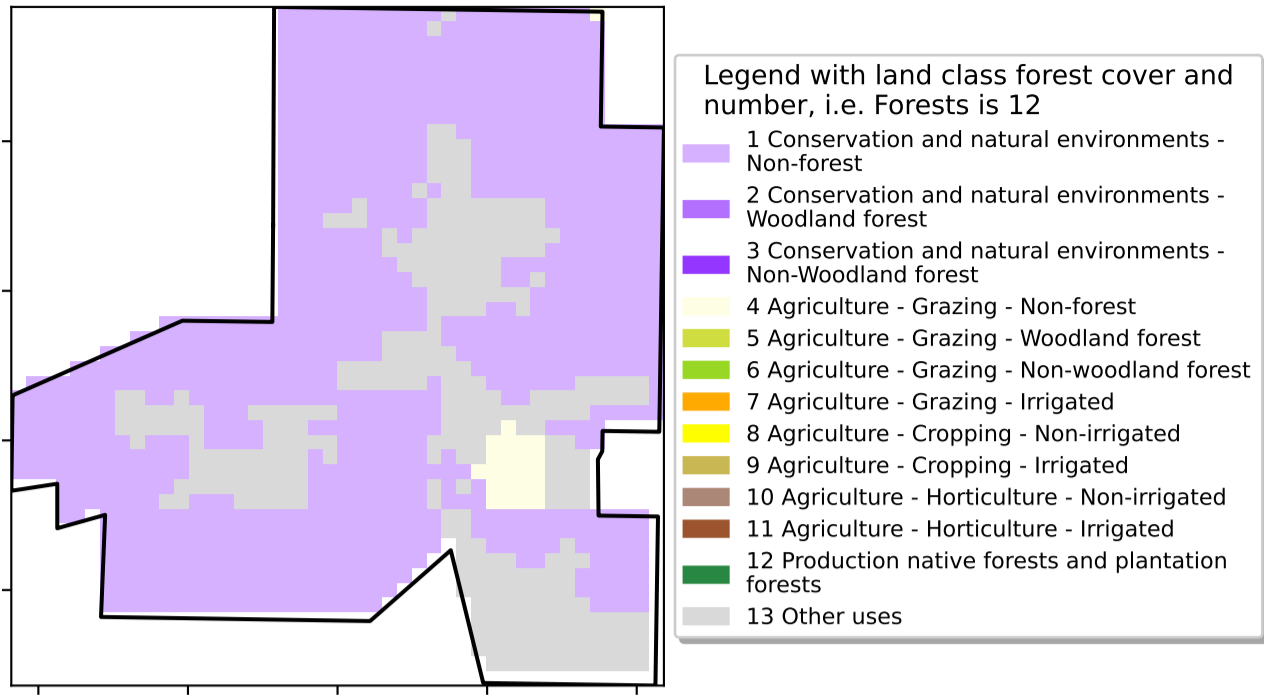 Legend with land class forest cover and
number, i.e. Forests is 12
1 Conservation and natural environments -
Non-forest
2 Conservation and natural environments -
Woodland forest
3 Conservation and natural environments -
Non-Woodland forest
4 Agriculture - Grazing - Non-forest
5 Agriculture - Grazing - Woodland forest
6 Agriculture - Grazing - Non-woodland forest
7 Agriculture - Grazing - Irrigated
8 Agriculture - Cropping - Non-irrigated
9 Agriculture - Cropping - Irrigated
10 Agriculture - Horticulture - Non-irrigated
11 Agriculture - Horticulture - Irrigated
12 Production native forests and plantation
forests
13 Other uses